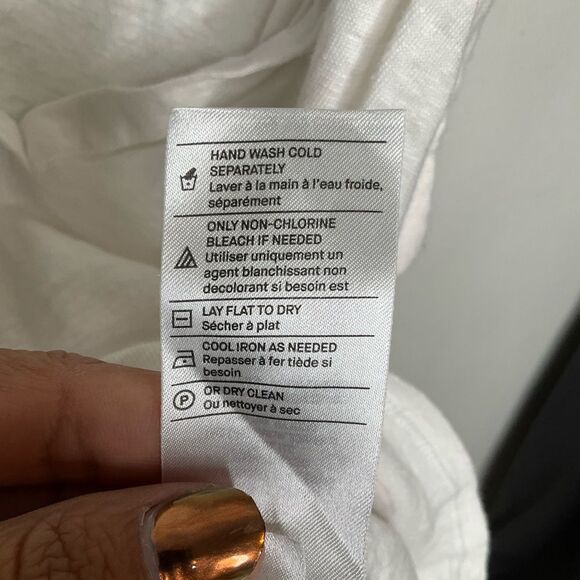 HAND WASH COLD
SEPARATELY
Laver à la main à l'eau froide,
séparément
ONLY NON-CHLORINE
BLEACH IF NEEDED
Utiliser uniquement un
agent blanchissant non
decolorant si besoin est
LAY FLAT TO DRY
Sécher à plat
COOL IRON AS NEEDED
Repasser à fer tiède si
besoin
P
OR DRY CLEAN
Ou nettoyer à sec